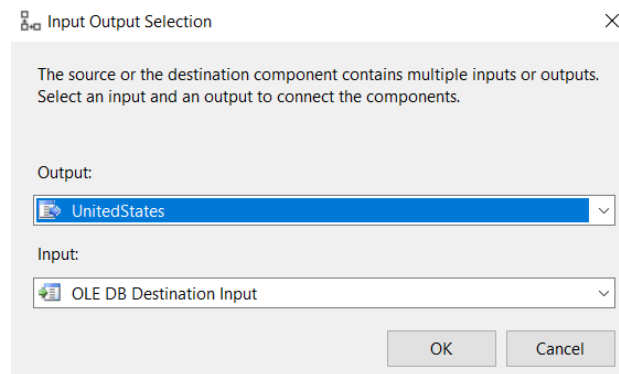 Input Output Selection
The source or the destination component contains multiple inputs or outputs.
Select an input and an output to connect the components.
Output:
UnitedStates
Input:
OLE DB Destination Input
OK Cancel